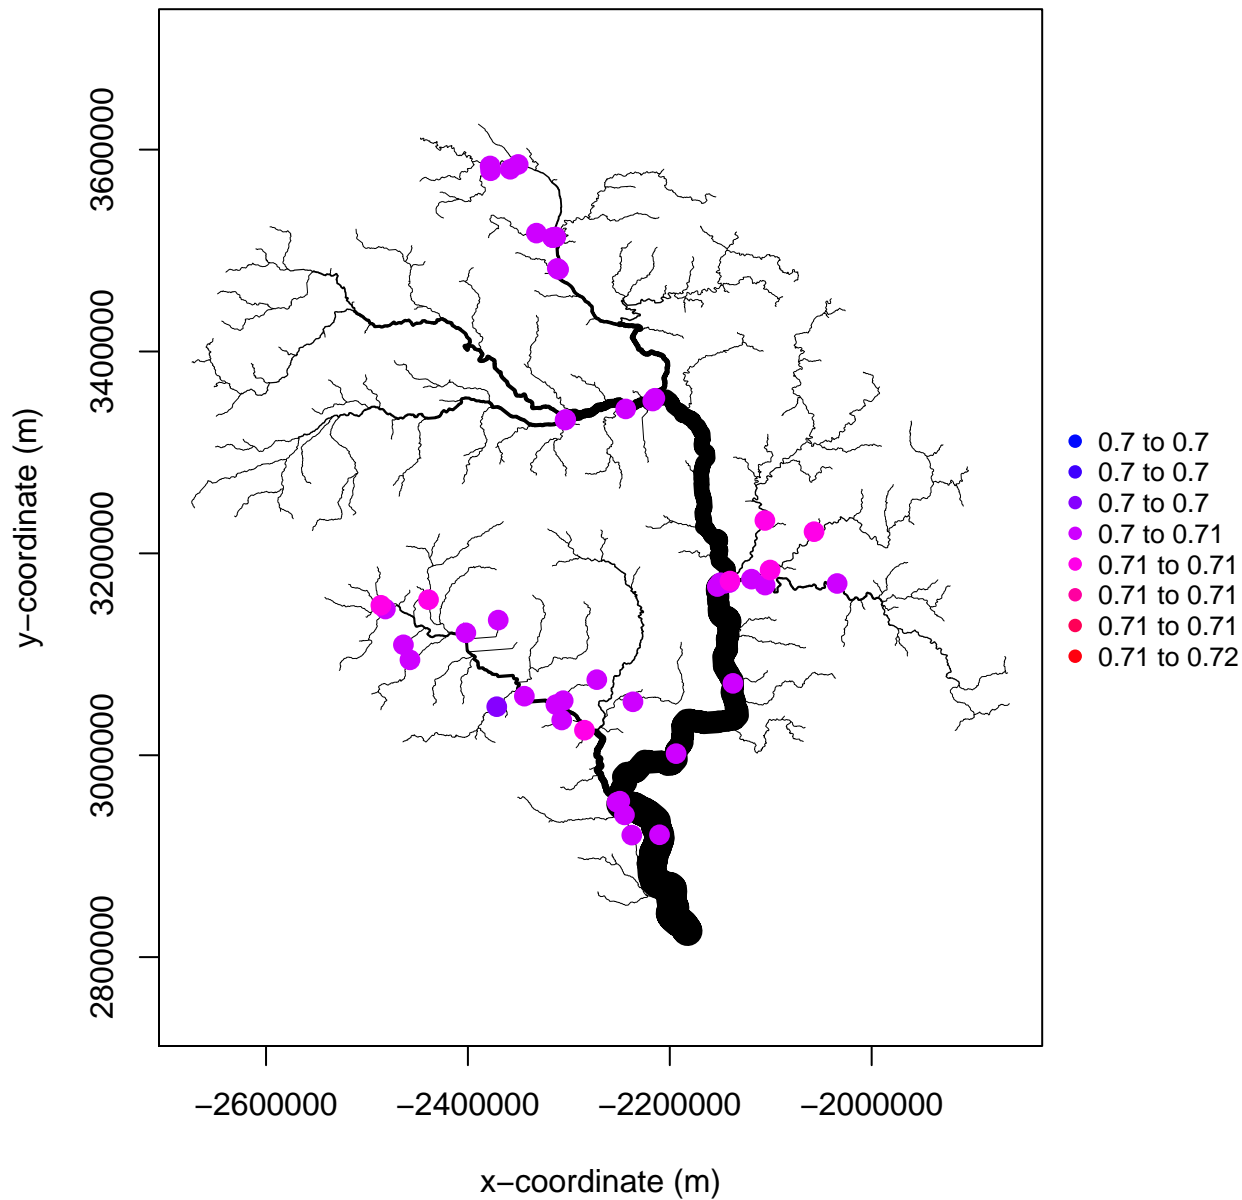 3600000
3400000
3200000
3000000
2800000
y−coordinate (m)
−2600000 −2400000 −2200000 −2000000
x−coordinate (m)
0.7 to 0.7
0.7 to 0.7
0.7 to 0.7
0.7 to 0.71
0.71 to 0.71
0.71 to 0.71
0.71 to 0.71
0.71 to 0.72